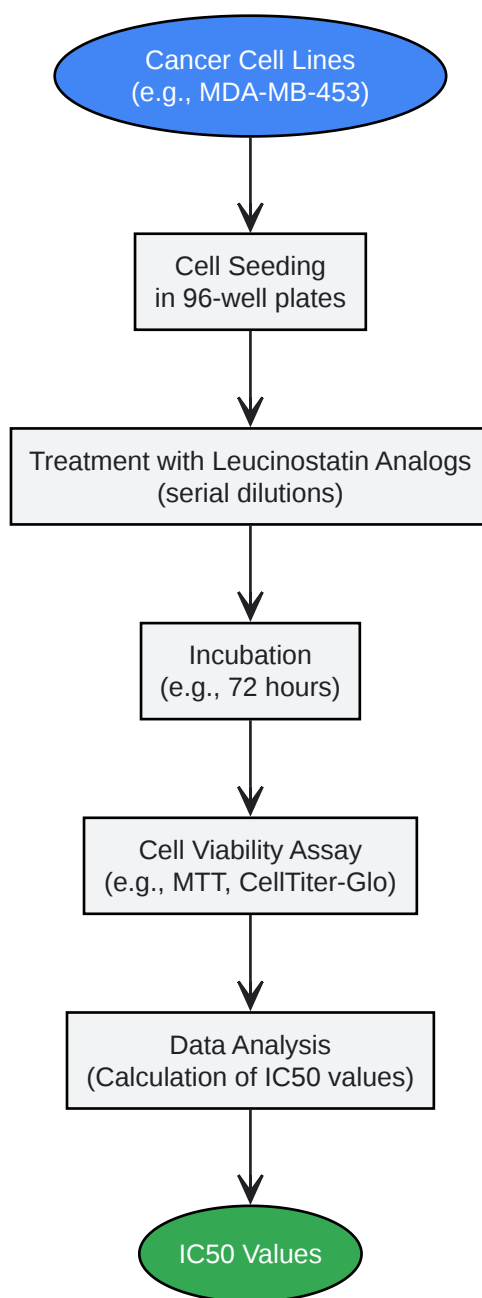 Cancer Cell Lines
(e.g., MDA-MB-453)
Cell Seeding
in 96-well plates
Treatment with Leucinostatin Analogs
(serial dilutions)
Incubation
(e.g., 72 hours)
Cell Viability Assay
(e.g., MTT, CellTiter-Glo)
Data Analysis
(Calculation of IC50 values)
IC50 Values